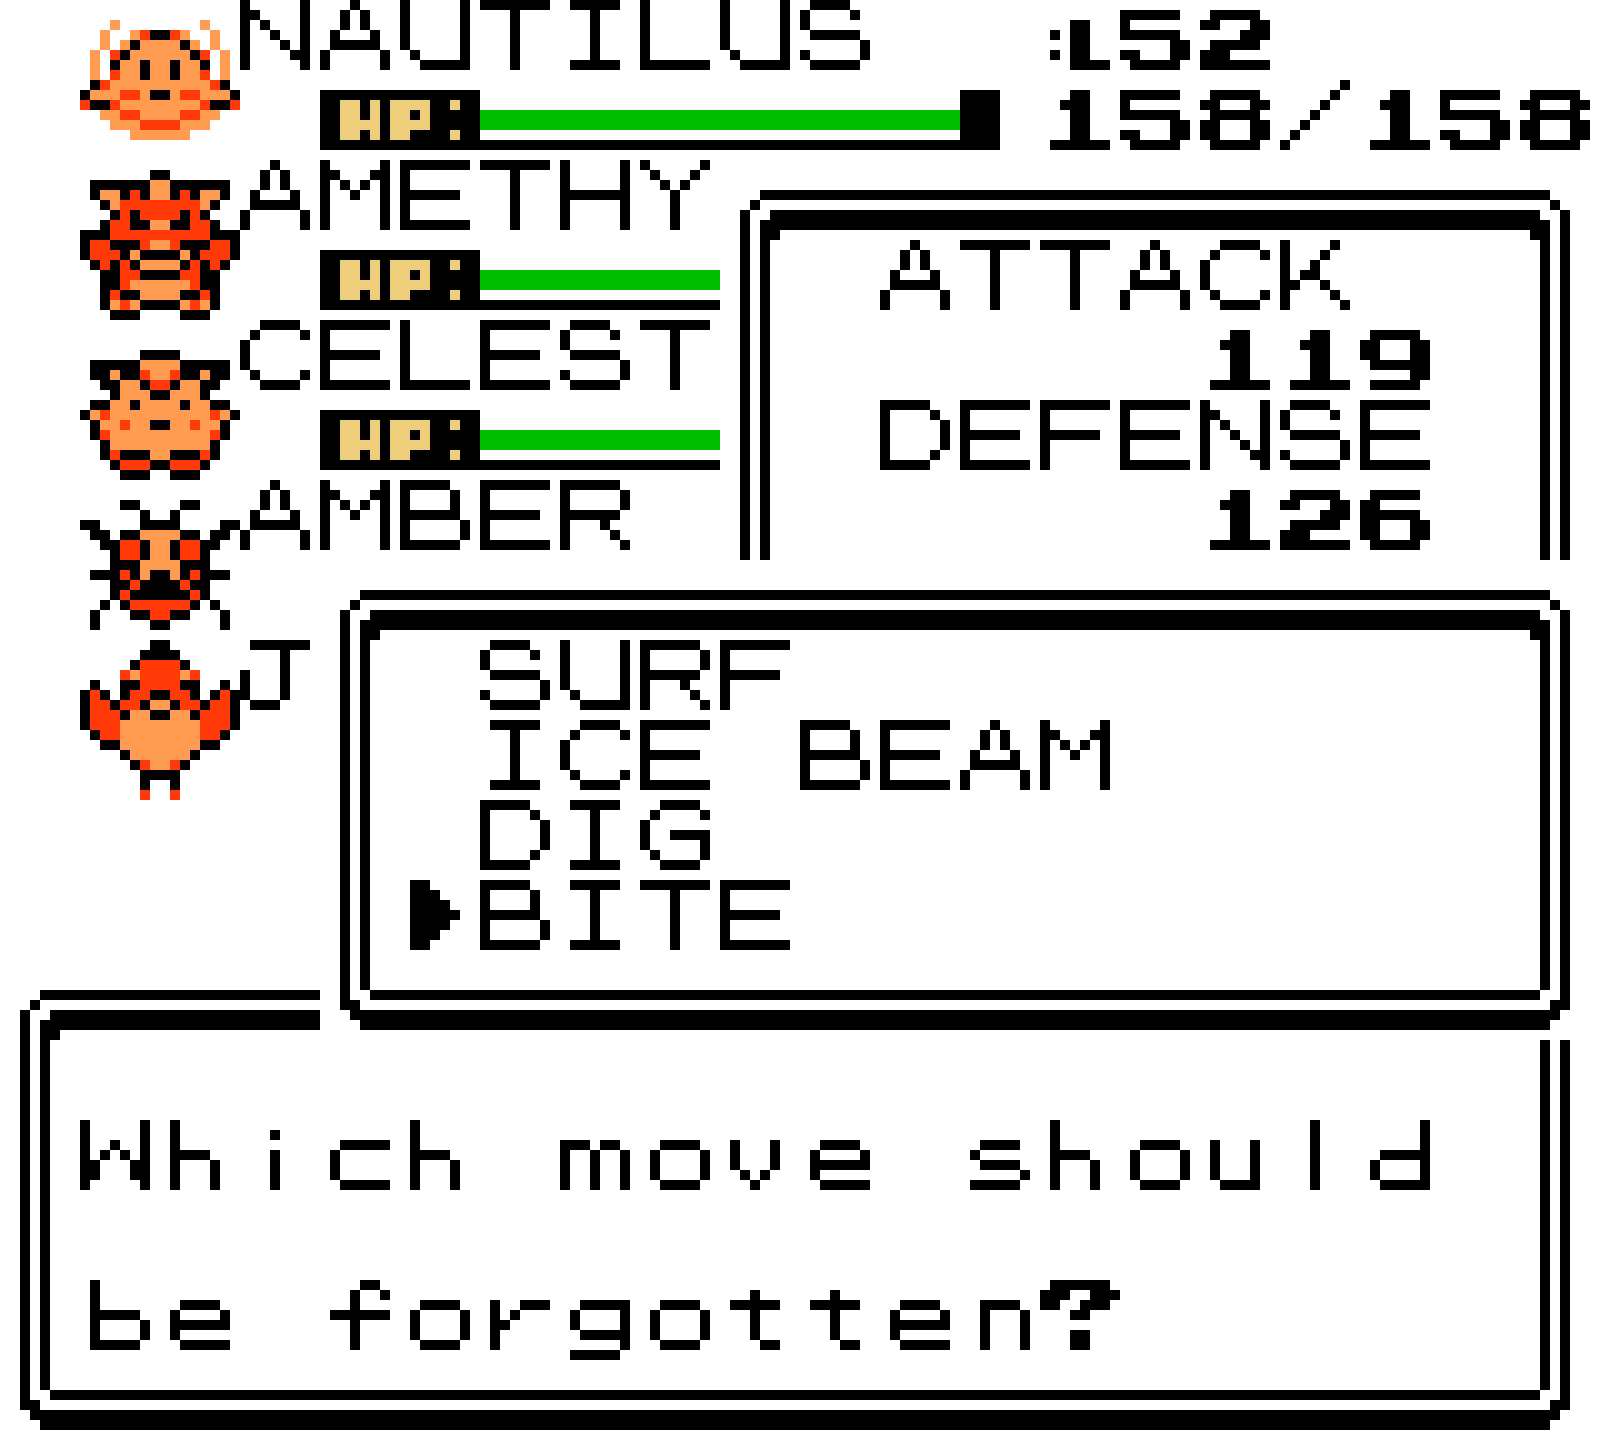 NAUTILUS :L52
HP: 158/158
AMETHY
HP:
ATTACK
119
CELEST
HP:
DEFENSE
126
AMBER
J
SURF
ICE BEAM
DIG
▶BITE
Which move should
be forgotten?